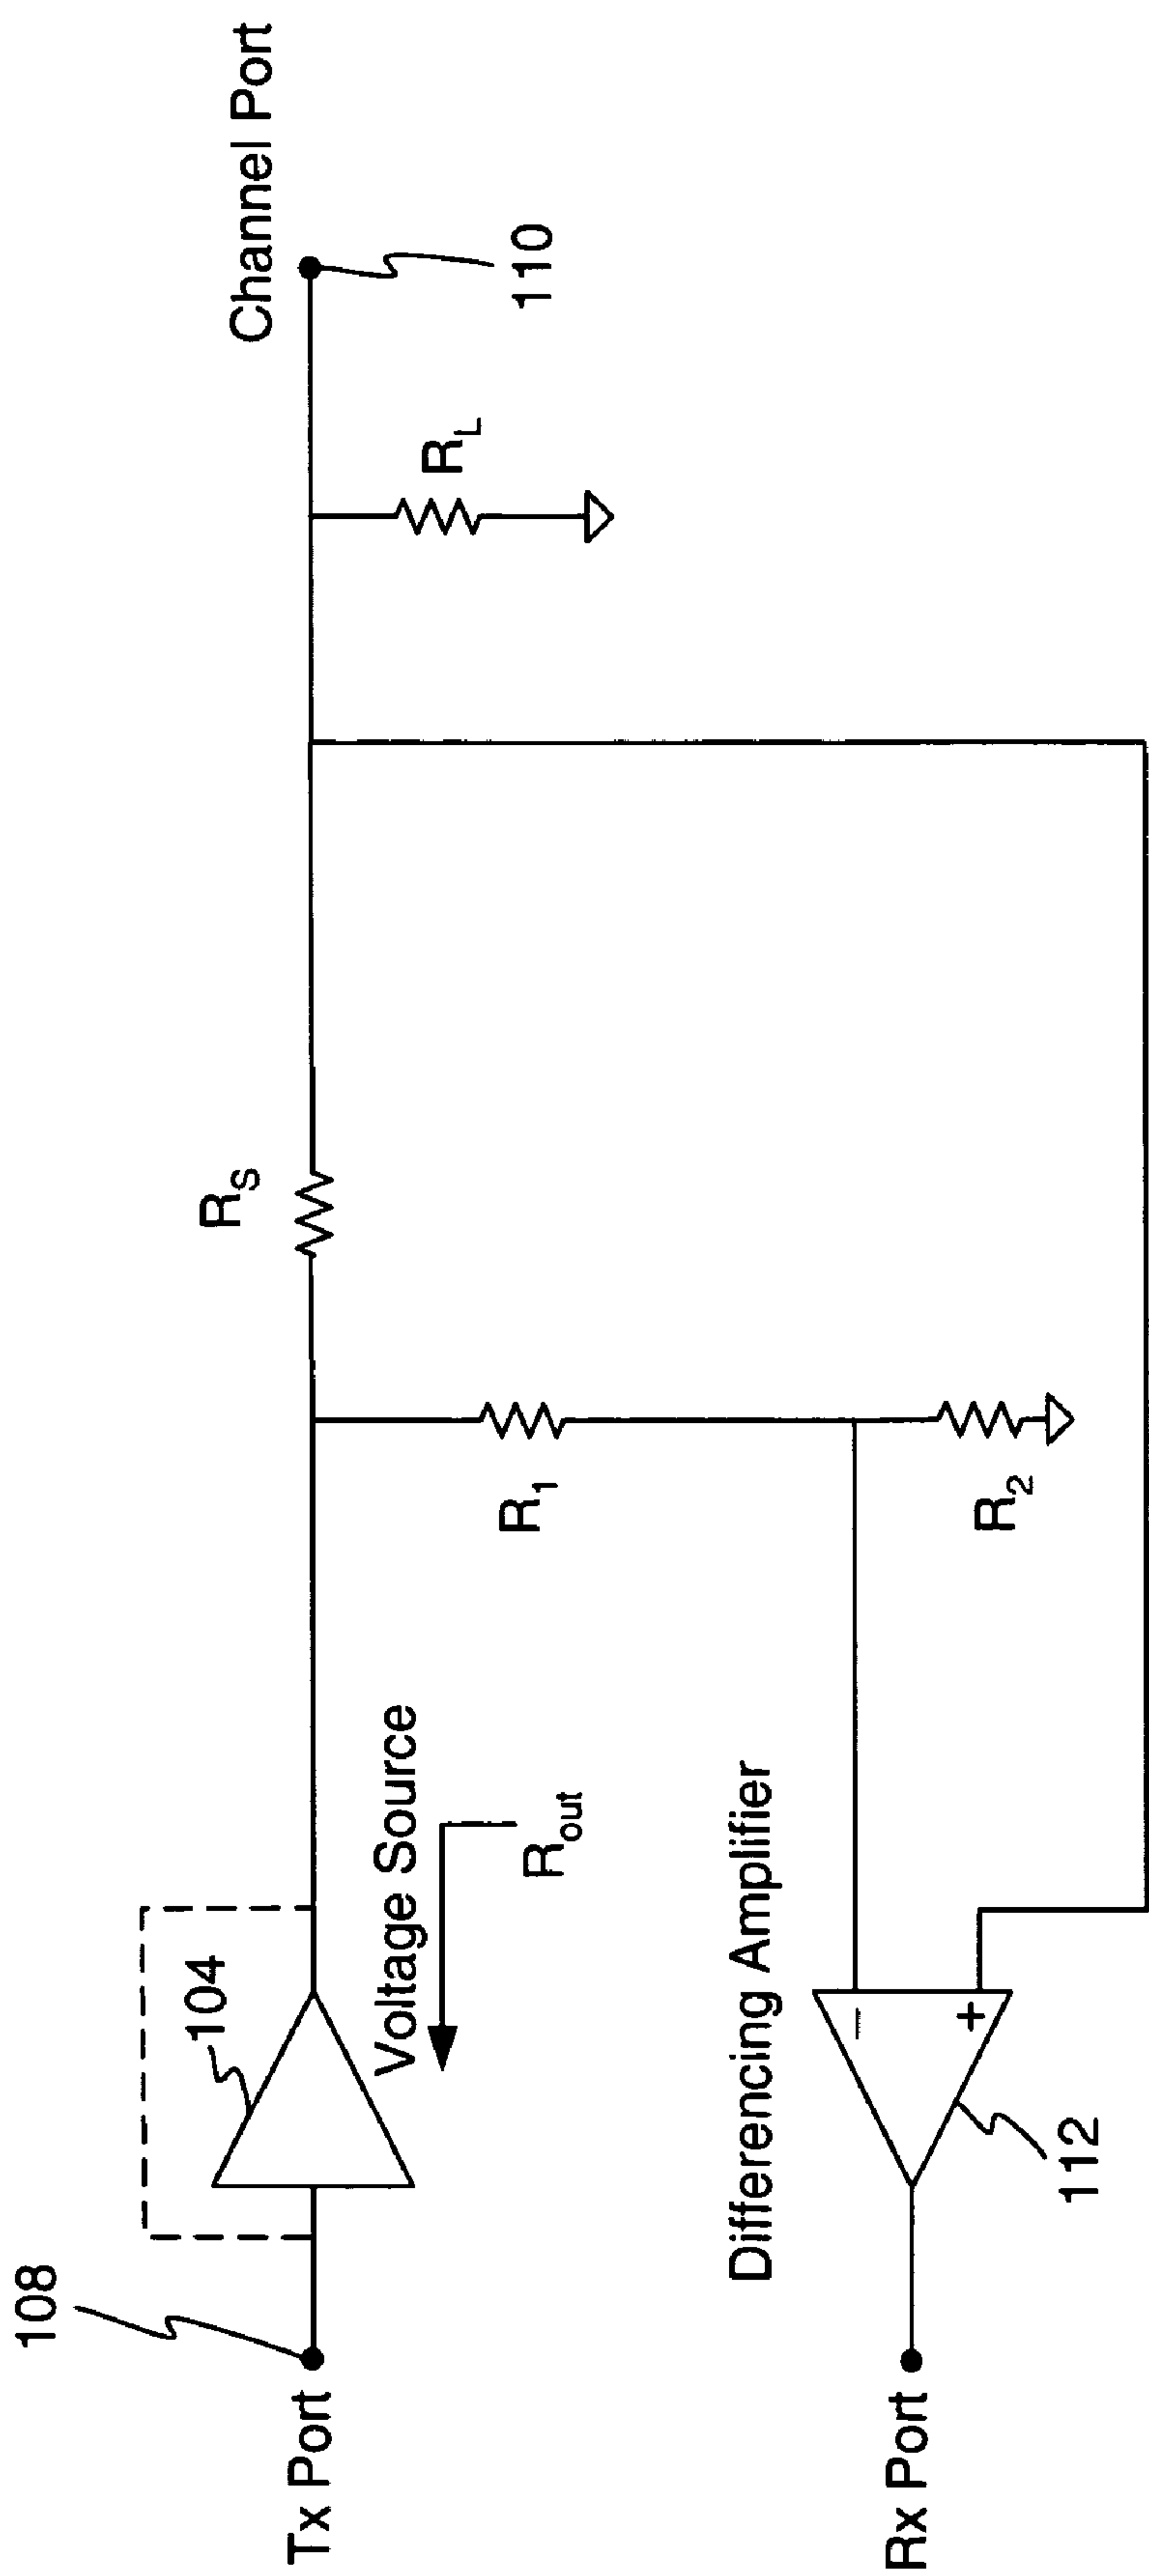 Channel Port
110
R_L
R_S
R_1
R_2
104
Voltage Source
R_out
Differencing Amplifier
−
+
112
108
Tx Port
Rx Port